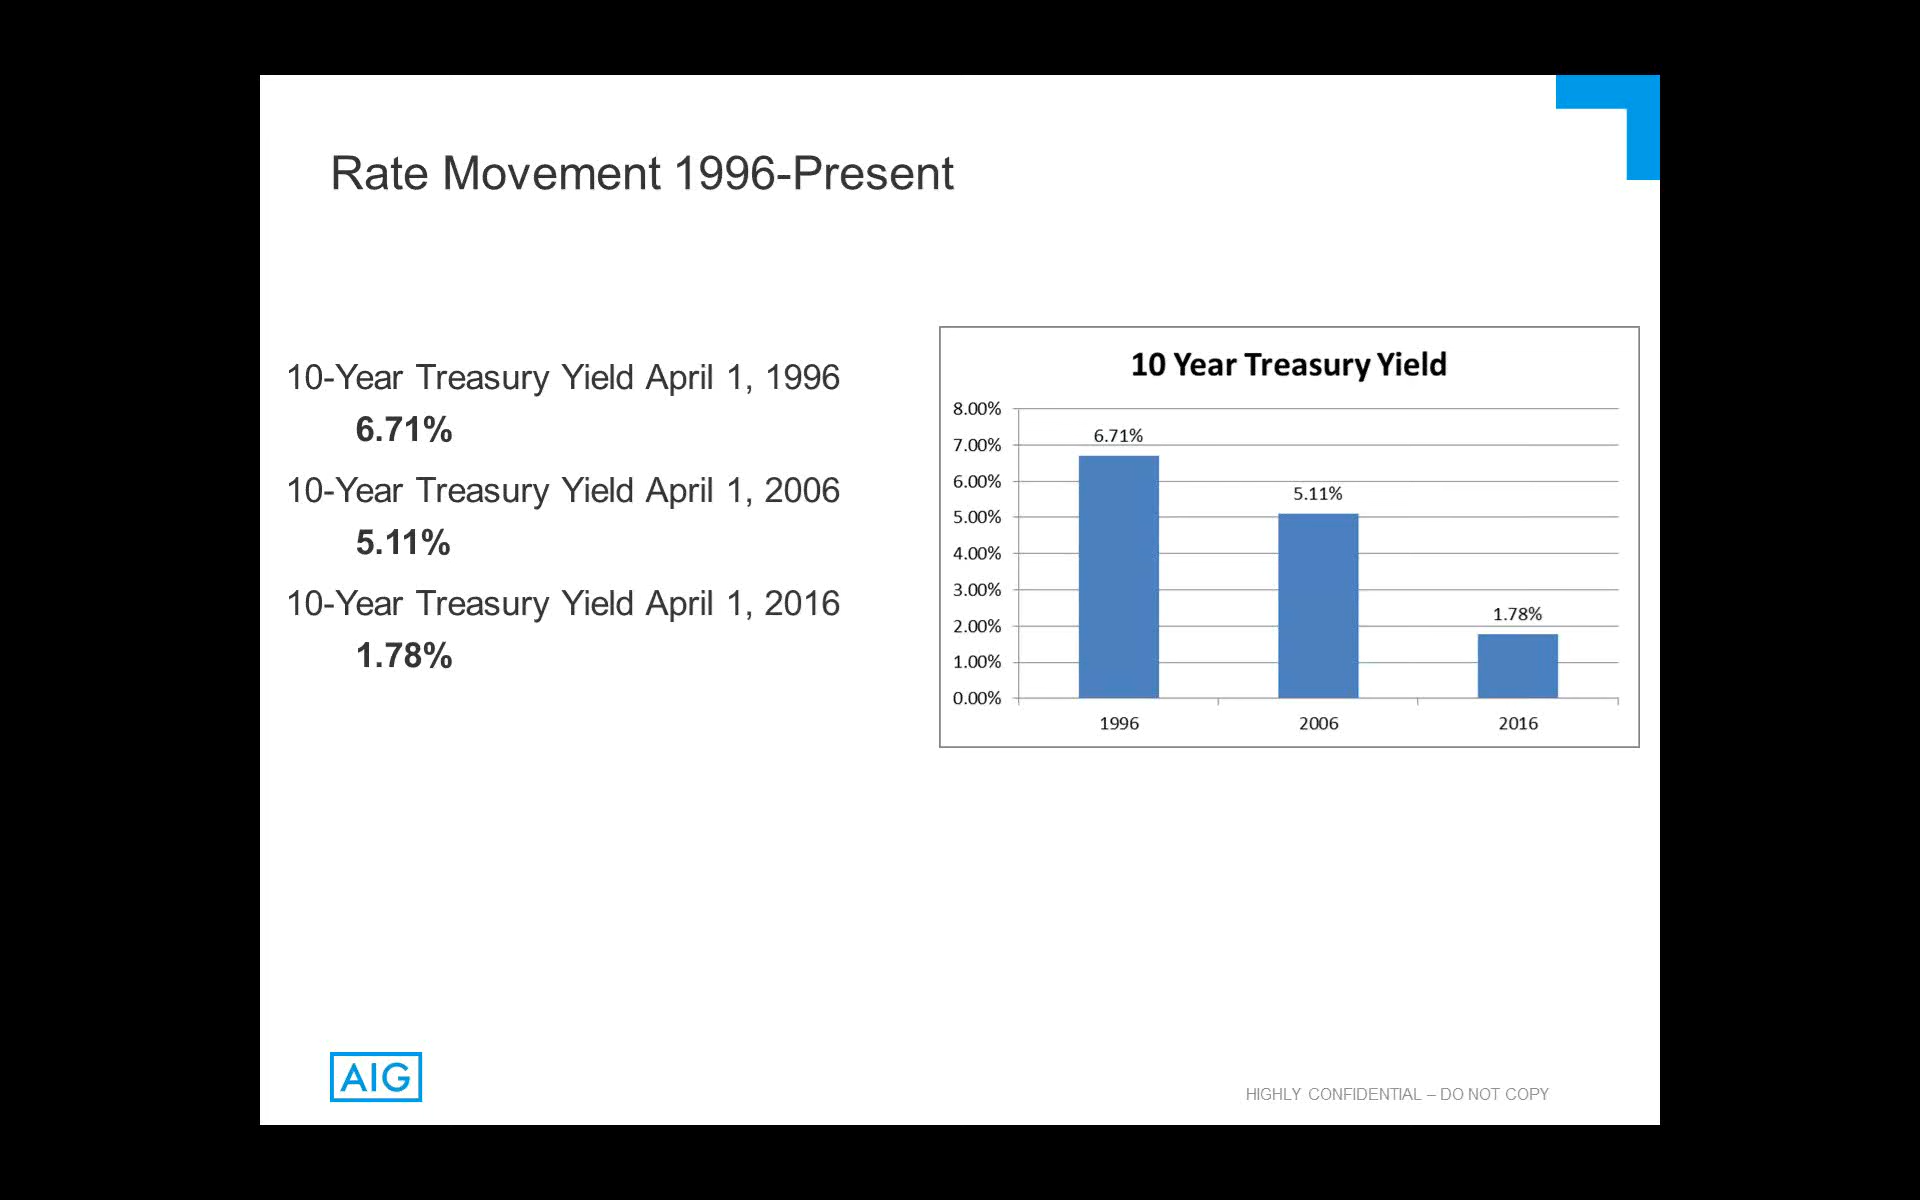 Rate Movement 1996-Present
10-Year Treasury Yield April 1, 1996
6.71%
10-Year Treasury Yield April 1, 2006
5.11%
10-Year Treasury Yield April 1, 2016
1.78%
10 Year Treasury Yield
8.00%
7.00%
6.00%
5.00%
4.00%
3.00%
2.00%
1.00%
0.00%
6.71%
5.11%
1.78%
1996 2006 2016
AIG
HIGHLY CONFIDENTIAL – DO NOT COPY